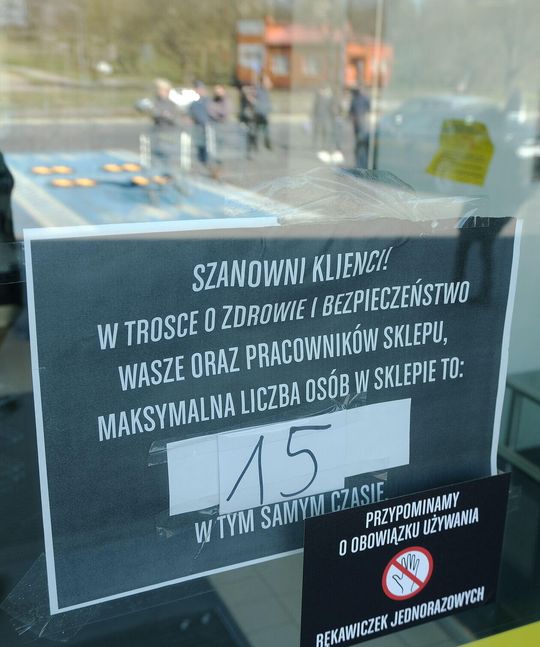 SZANOWNI KLIENCI!
W TROSCE O ZDROWIE I BEZPIECZEŃSTWO
WASZE ORAZ PRACOWNIKÓW SKLEPU,
MAKSYMALNA LICZBA OSÓB W SKLEPIE TO:
15
W TYM SAMYM CZASIE.
PRZYPOMINAMY
O OBOWIĄZKU UŻYWANIA
RĘKAWICZEK JEDNORAZOWYCH